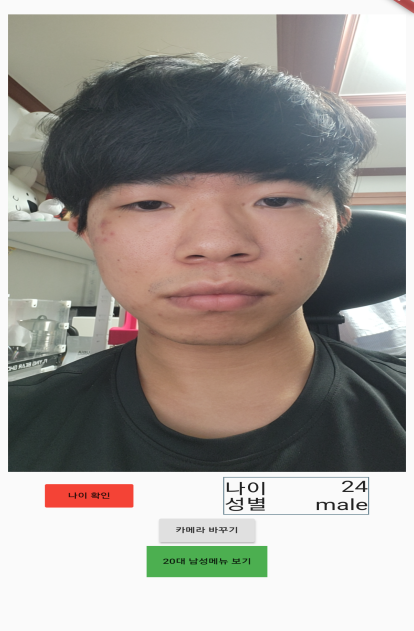 나이 확인
나이 24
성별 male
카메라 바꾸기
20대 남성메뉴 보기